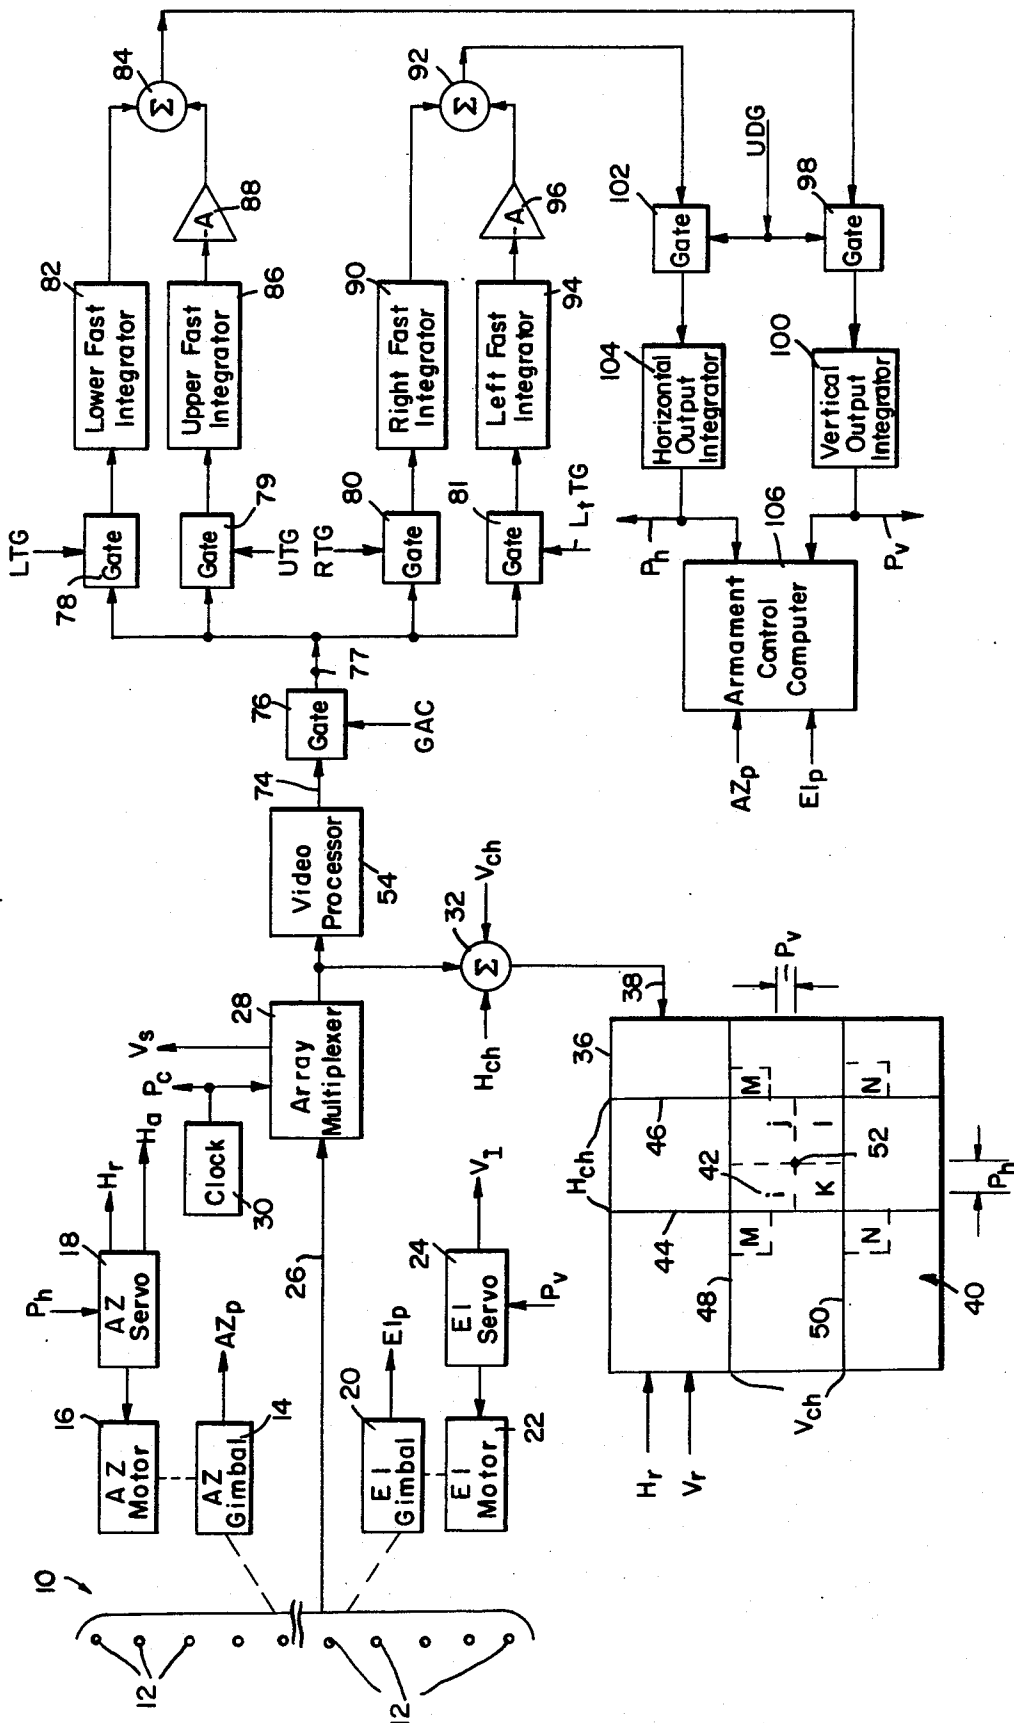 10
12
12
16
AZ
Motor
18
AZ
Servo
Ph
Hr
Ha
AZ
Gimbal
14
AZp
20
El
Gimbal
Elp
El
Motor
22
24
El
Servo
VI
Pv
26
Clock
30
Pc
Vs
28
Array
Multiplexer
Video
Processor
54
74
76
Gate
GAC
77
32
Σ
Vch
Hch
38
36
Hch
46
44
42
48
50
52
40
M
M
N
N
i
j
K
l
Pv
Ph
Vch
Hr
Vr
LTG
78
Gate
79
Gate
UTG
RTG
80
Gate
81
Gate
LtTG
82
Lower Fast
Integrator
Upper Fast
Integrator
86
90
Right Fast
Integrator
Left Fast
Integrator
94
84
Σ
-A
88
92
Σ
-A
96
102
Gate
UDG
98
Gate
104
Horizontal
Output
Integrator
100
Vertical
Output
Integrator
Ph
Pv
106
Armament
Control
Computer
AZp
Elp